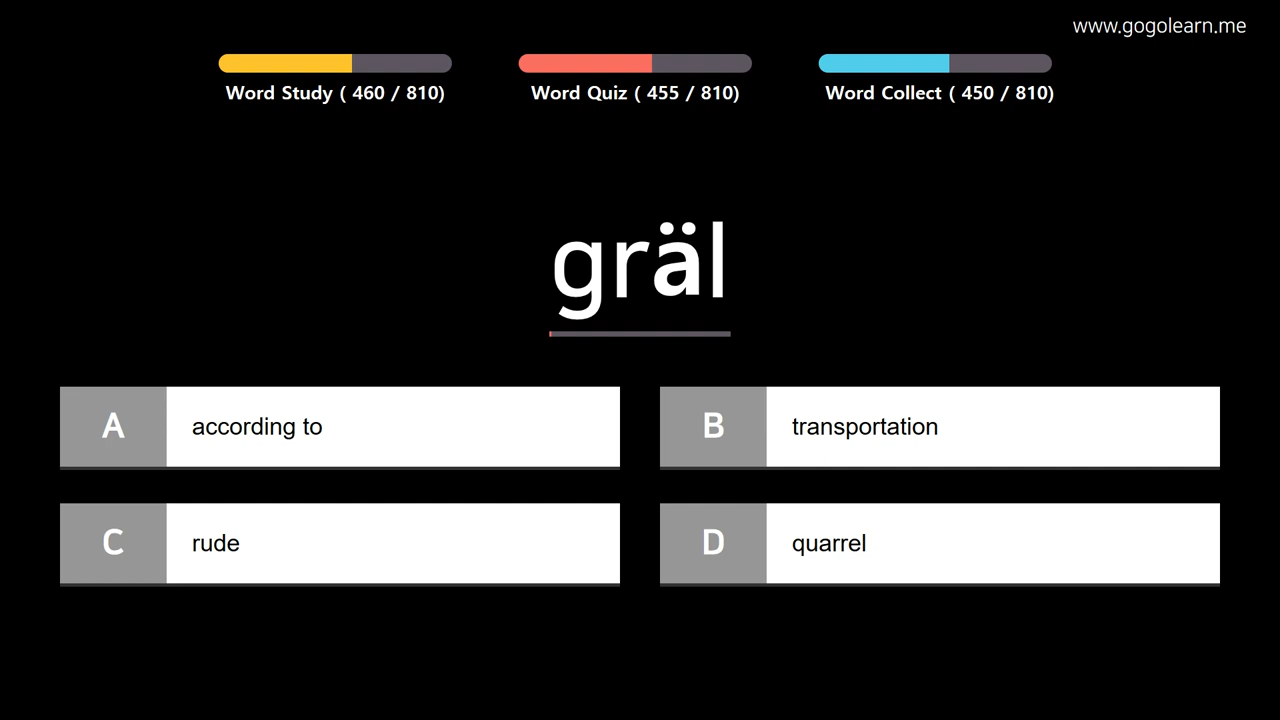 www.gogolearn.me
Word Study ( 460 / 810)
Word Quiz ( 455 / 810)
Word Collect ( 450 / 810)
gräl
A according to
B transportation
C rude
D quarrel